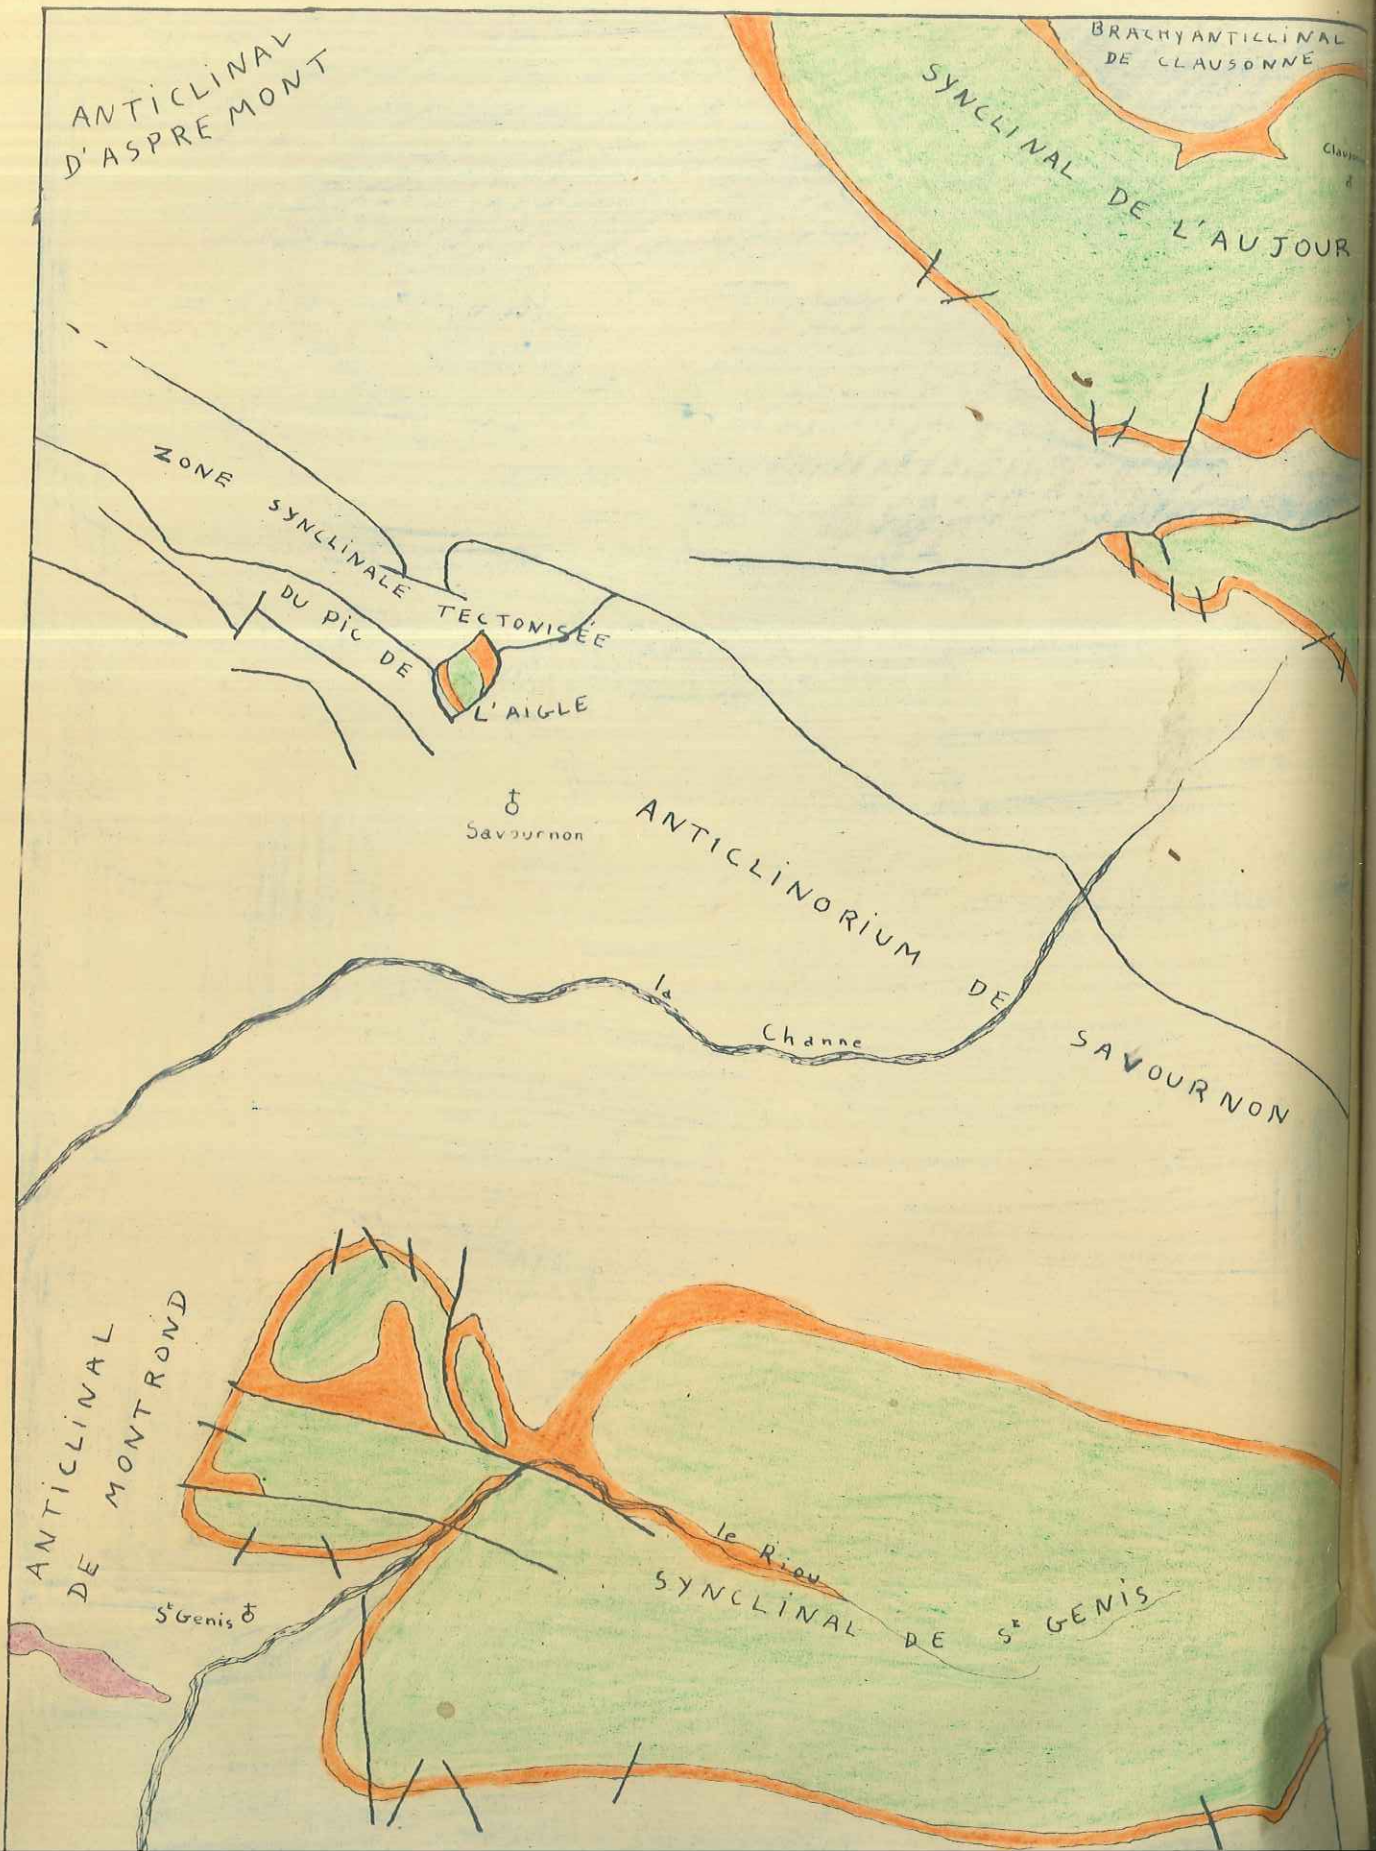 ANTICLINAL
D'ASPREMONT
BRACHYANTICLINAL
DE CLAUSONNE
SYNCLINAL DE L'AUJOUR
ZONE SYNCLINALE TECTONISÉE
DU PIC DE L'AIGLE
Savournon
ANTICLINORIUM DE SAVOURNON
la Channe
ANTICLINAL
DE MONTROND
le Riou
SYNCLINAL DE St GENIS
St Genis